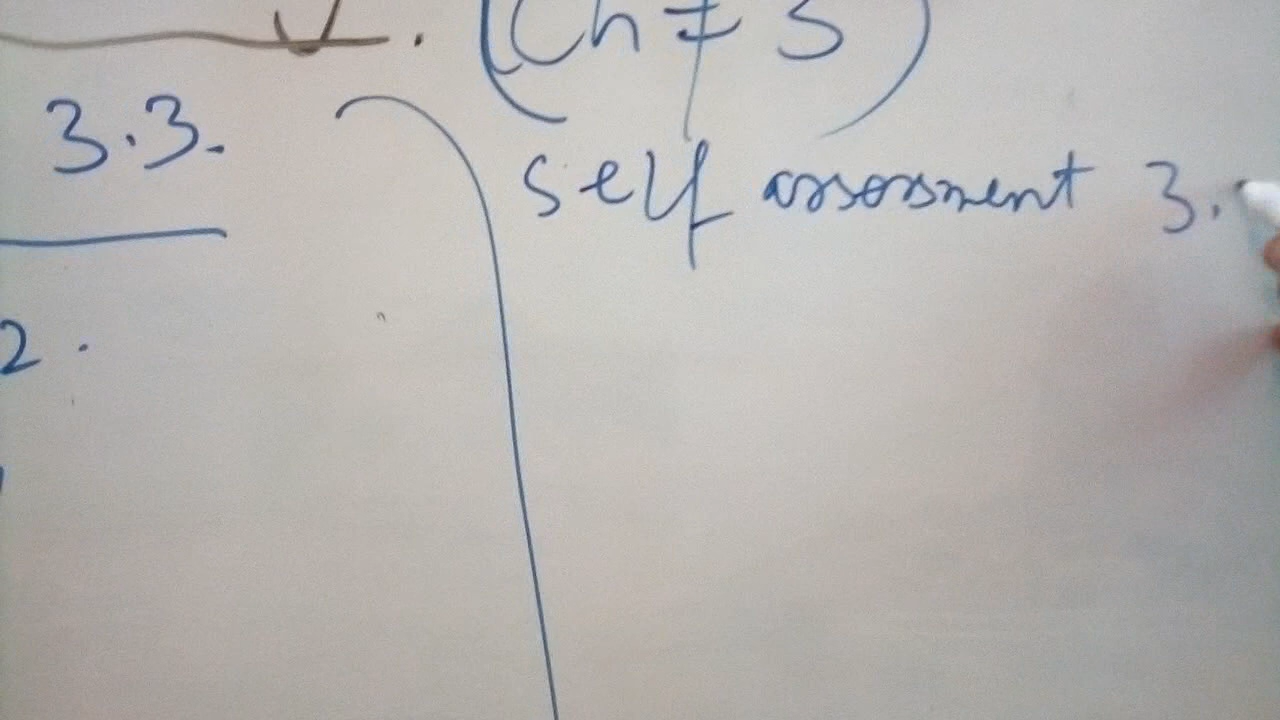 (Ch ≠ 3)
3.3.
self assessment 3.
2.